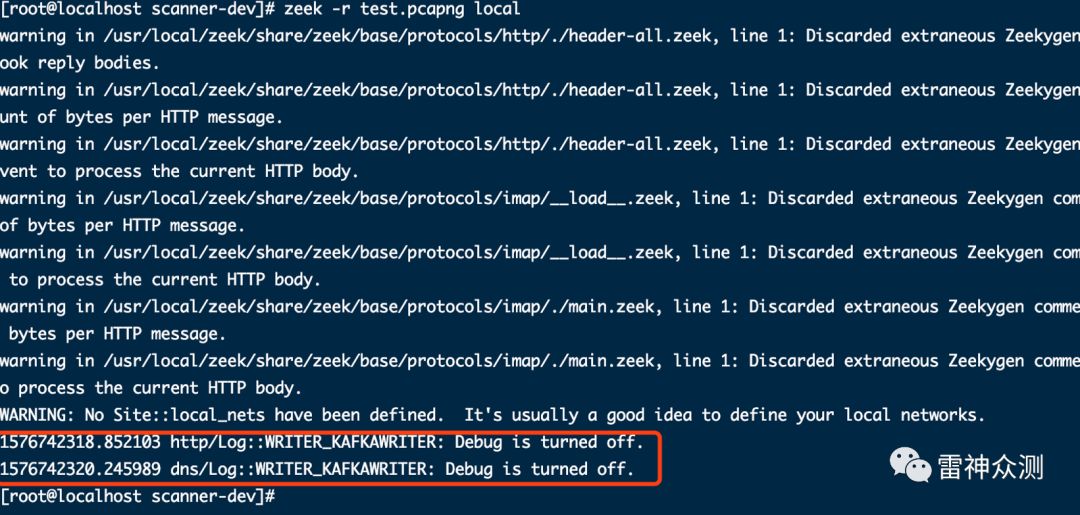 [root@localhost scanner-dev]# zeek -r test.pcapng local
warning in /usr/local/zeek/share/zeek/base/protocols/http/./header-all.zeek, line 1: Discarded extraneous Zeekygen
ook reply bodies.
warning in /usr/local/zeek/share/zeek/base/protocols/http/./header-all.zeek, line 1: Discarded extraneous Zeekygen
unt of bytes per HTTP message.
warning in /usr/local/zeek/share/zeek/base/protocols/http/./header-all.zeek, line 1: Discarded extraneous Zeekygen
vent to process the current HTTP body.
warning in /usr/local/zeek/share/zeek/base/protocols/imap/__load__.zeek, line 1: Discarded extraneous Zeekygen com
of bytes per HTTP message.
warning in /usr/local/zeek/share/zeek/base/protocols/imap/__load__.zeek, line 1: Discarded extraneous Zeekygen com
to process the current HTTP body.
warning in /usr/local/zeek/share/zeek/base/protocols/imap/./main.zeek, line 1: Discarded extraneous Zeekygen comme
bytes per HTTP message.
warning in /usr/local/zeek/share/zeek/base/protocols/imap/./main.zeek, line 1: Discarded extraneous Zeekygen comme
o process the current HTTP body.
WARNING: No Site::local_nets have been defined.  It's usually a good idea to define your local networks.
1576742318.852103 http/Log::WRITER_KAFKAWRITER: Debug is turned off.
1576742320.245989 dns/Log::WRITER_KAFKAWRITER: Debug is turned off.
雷神众测
[root@localhost scanner-dev]#